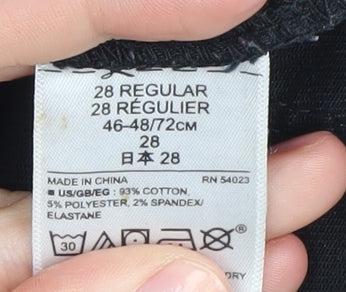 28 REGULAR
28 RÉGULIER
46-48/72CM
28
日本 28
MADE IN CHINA RN 54023
■ US/GB/EG : 93% COTTON,
5% POLYESTER, 2% SPANDEX/
ELASTANE
30 ®
DRY